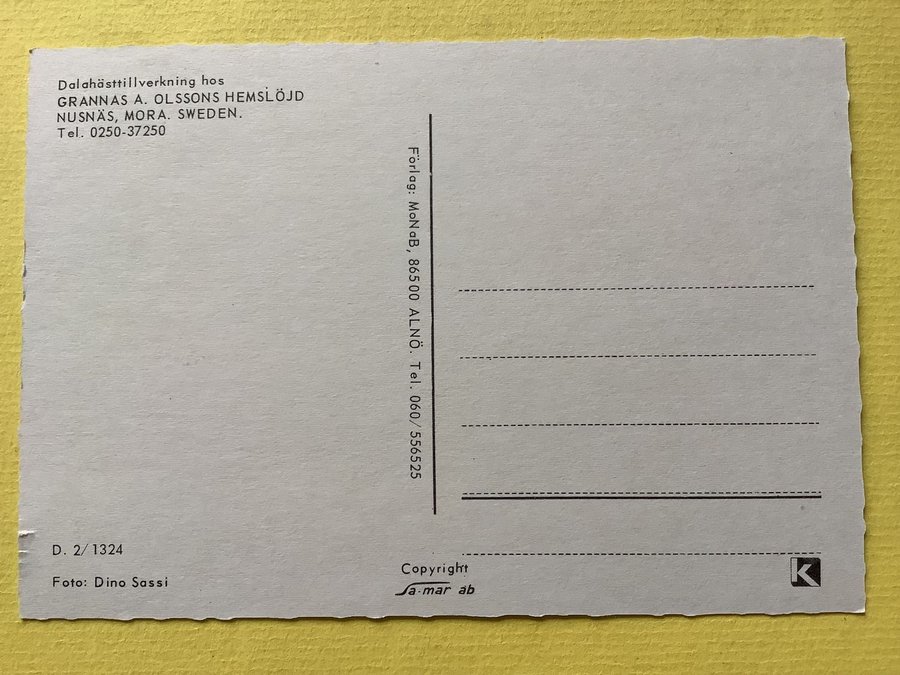 Dalahästtillverkning hos
GRANNAS A. OLSSONS HEMSLÖJD
NUSNÄS, MORA. SWEDEN.
Tel. 0250-37250
Förlag: MoNaB, 86500 ALNÖ. Tel. 060/556525
D. 2/1324
Foto: Dino Sassi
Copyright
Sa-mar ab
K